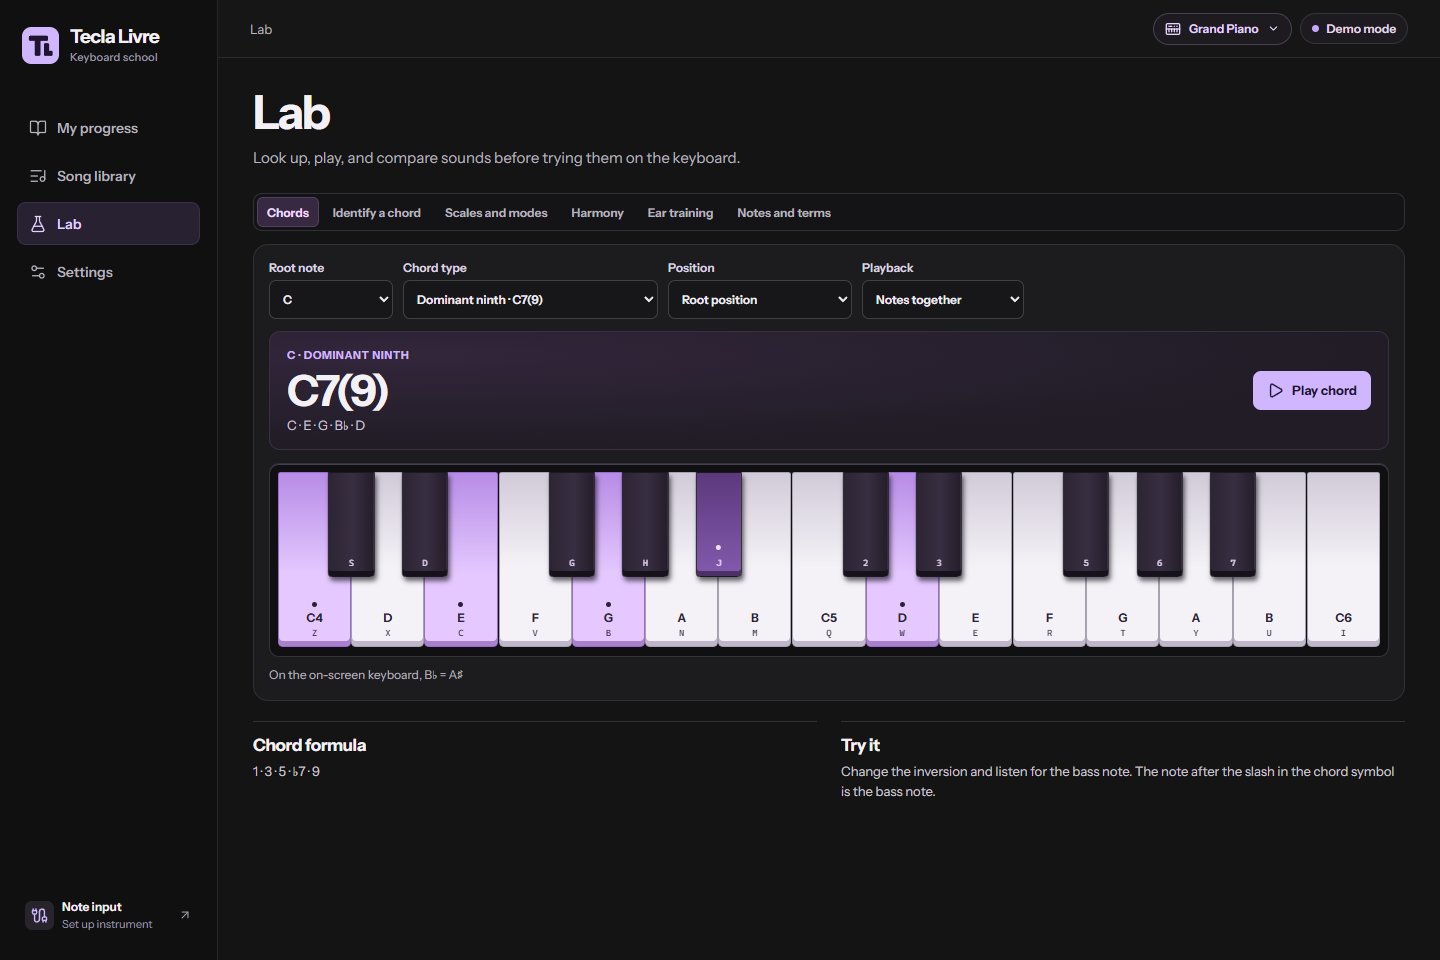 TL
Tecla Livre
Keyboard school
My progress
Song library
Lab
Settings
Note input
Set up instrument
Lab
Grand Piano
Demo mode
Lab
Look up, play, and compare sounds before trying them on the keyboard.
Chords Identify a chord Scales and modes Harmony Ear training Notes and terms
Root note Chord type Position Playback
C Dominant ninth · C7(9) Root position Notes together
C · DOMINANT NINTH
C7(9)
C · E · G · B♭ · D
Play chord
S D G H J 2 3 5 6 7
C4 D E F G A B C5 D E F G A B C6
Z X C V B N M Q W E R T Y U I
On the on-screen keyboard, B♭ = A♯
Chord formula
1 · 3 · 5 · ♭7 · 9
Try it
Change the inversion and listen for the bass note. The note after the slash in the chord symbol
is the bass note.